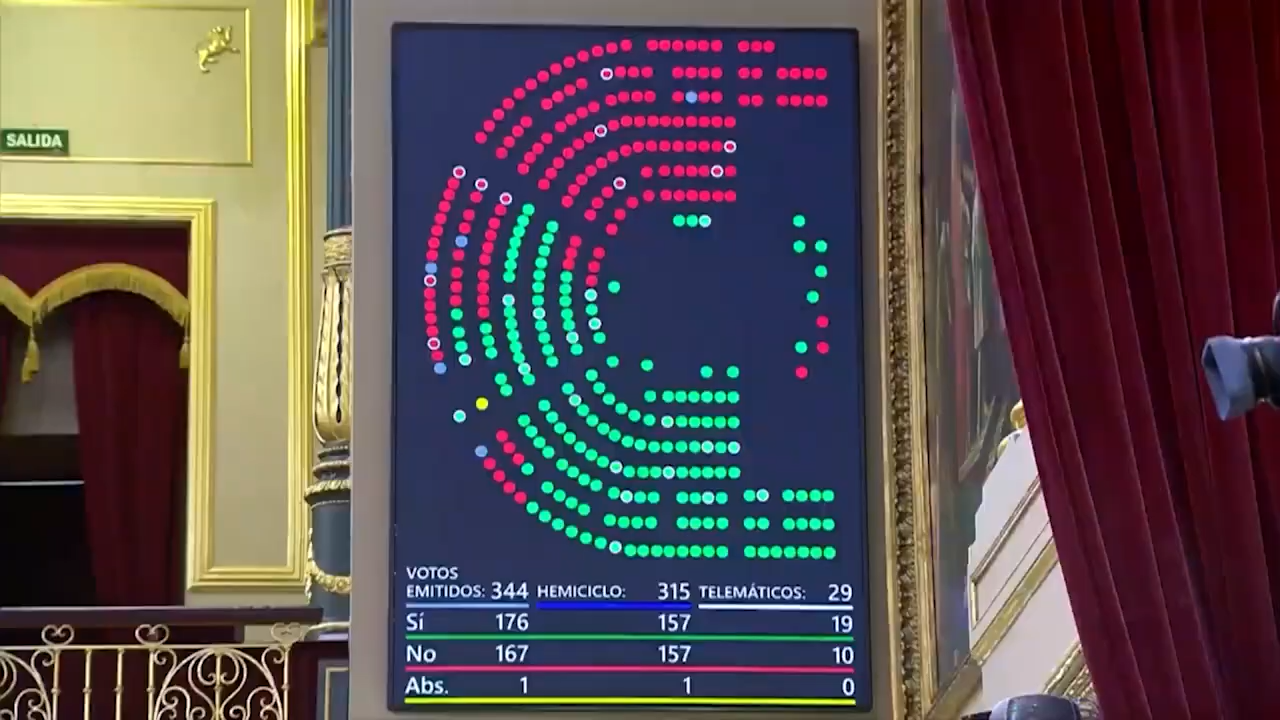 SALIDA
VOTOS
EMITIDOS: 344 HEMICICLO: 315 TELEMÁTICOS: 29
Sí 176 157 19
No 167 157 10
Abs. 1 1 0